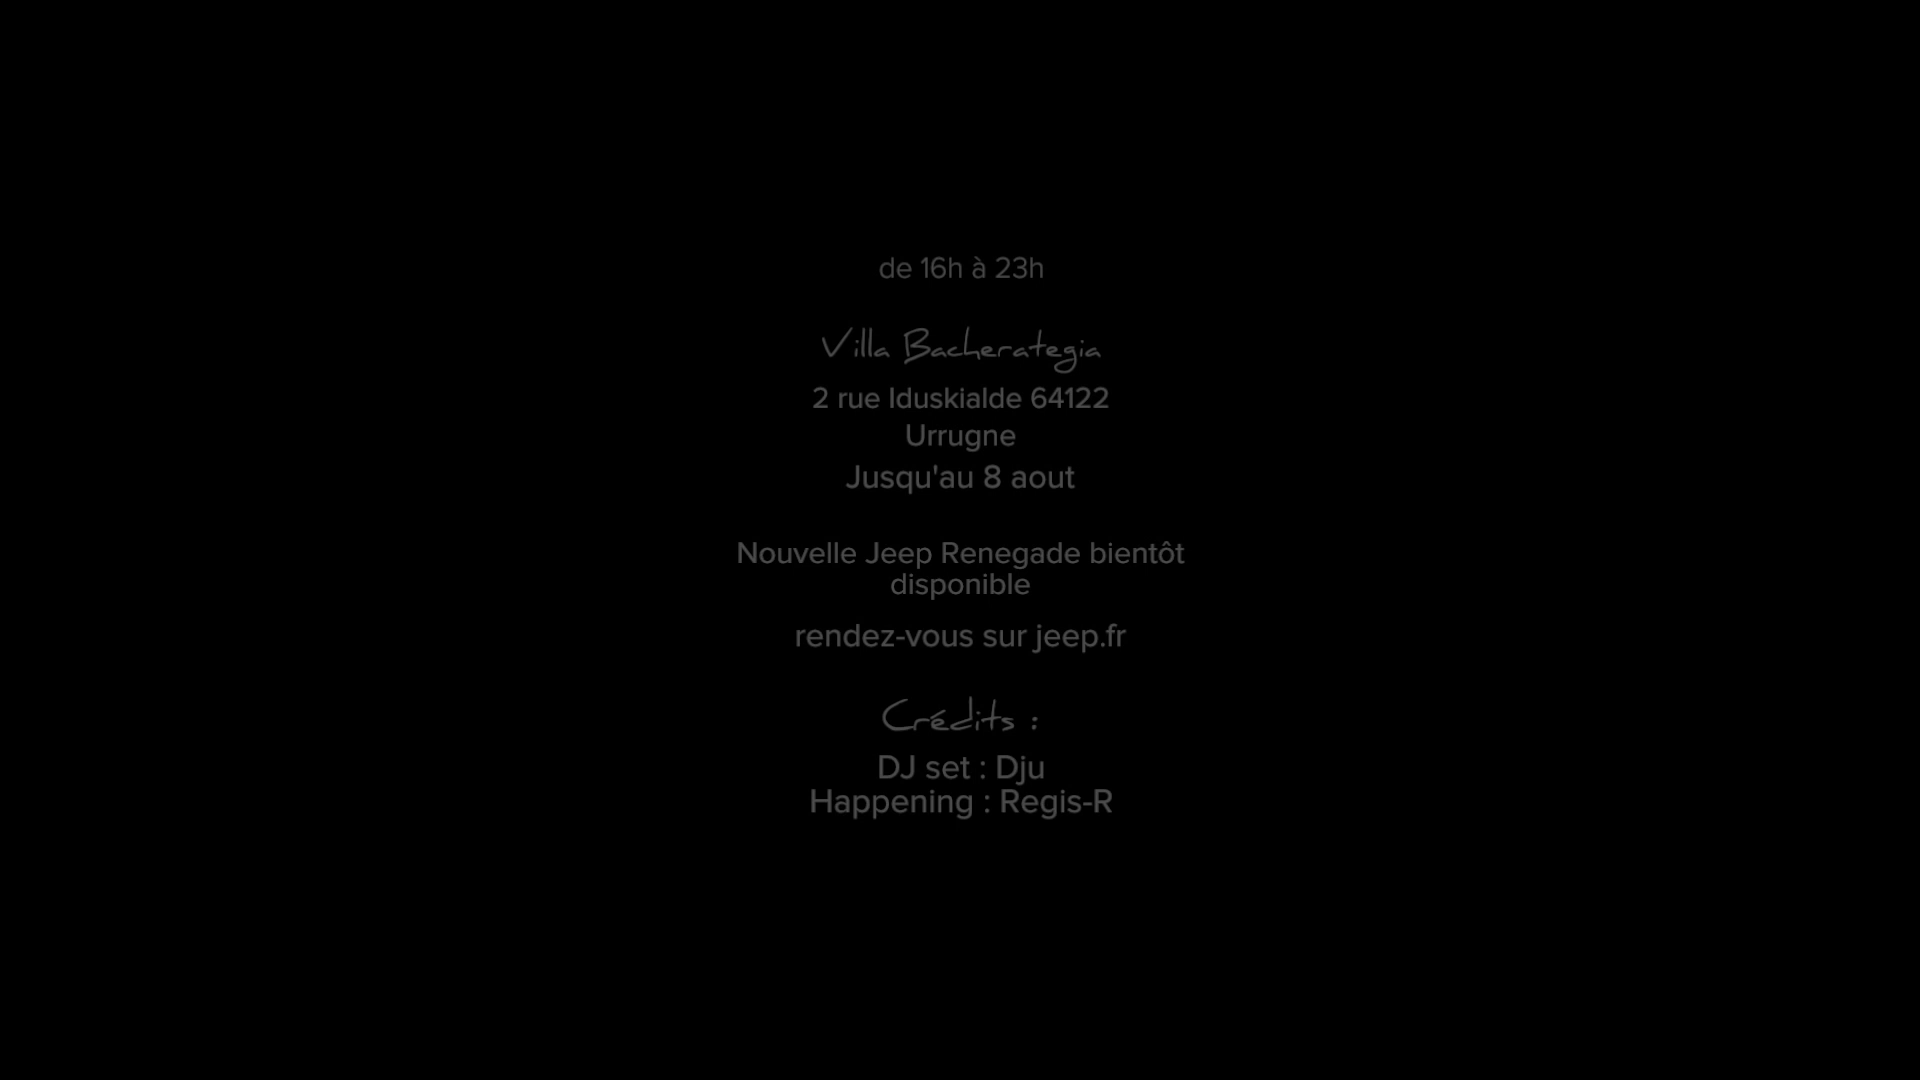 de 16h à 23h
Villa Bacherategia
2 rue Iduskialde 64122
Urrugne
Jusqu'au 8 aout
Nouvelle Jeep Renegade bientôt
disponible
rendez-vous sur jeep.fr
Crédits :
DJ set : Dju
Happening : Regis-R